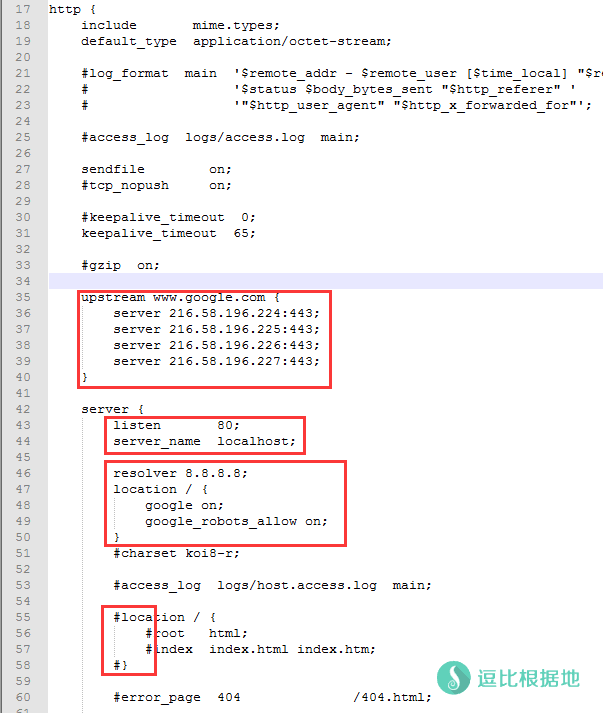 17 http {
18     include       mime.types;
19     default_type  application/octet-stream;
20
21     #log_format  main  '$remote_addr - $remote_user [$time_local] "$re
22     #                  '$status $body_bytes_sent "$http_referer" '
23     #                  '"$http_user_agent" "$http_x_forwarded_for"';
24
25     #access_log  logs/access.log  main;
26
27     sendfile        on;
28     #tcp_nopush     on;
29
30     #keepalive_timeout  0;
31     keepalive_timeout  65;
32
33     #gzip  on;
34
35     upstream www.google.com {
36         server 216.58.196.224:443;
37         server 216.58.196.225:443;
38         server 216.58.196.226:443;
39         server 216.58.196.227:443;
40     }
41
42     server {
43         listen       80;
44         server_name  localhost;
45
46         resolver 8.8.8.8;
47         location / {
48             google on;
49             google_robots_allow on;
50         }
51         #charset koi8-r;
52
53         #access_log  logs/host.access.log  main;
54
55         #location / {
56             #root   html;
57             #index  index.html index.htm;
58         #}
59
60         #error_page  404              /404.html;
逗比根据地